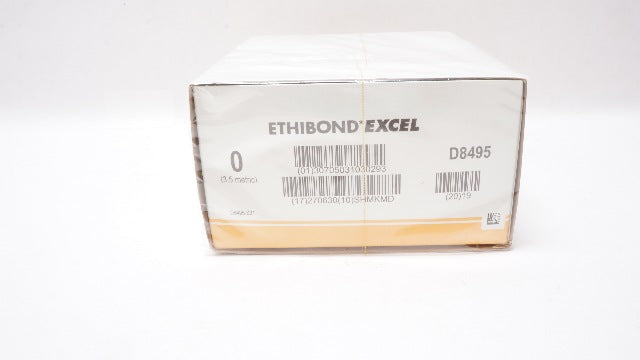 ETHIBOND* EXCEL
0
(3.5 metric)
D8495
(01)30705031030293
(17)270630(10)SHMKMD
(20)19